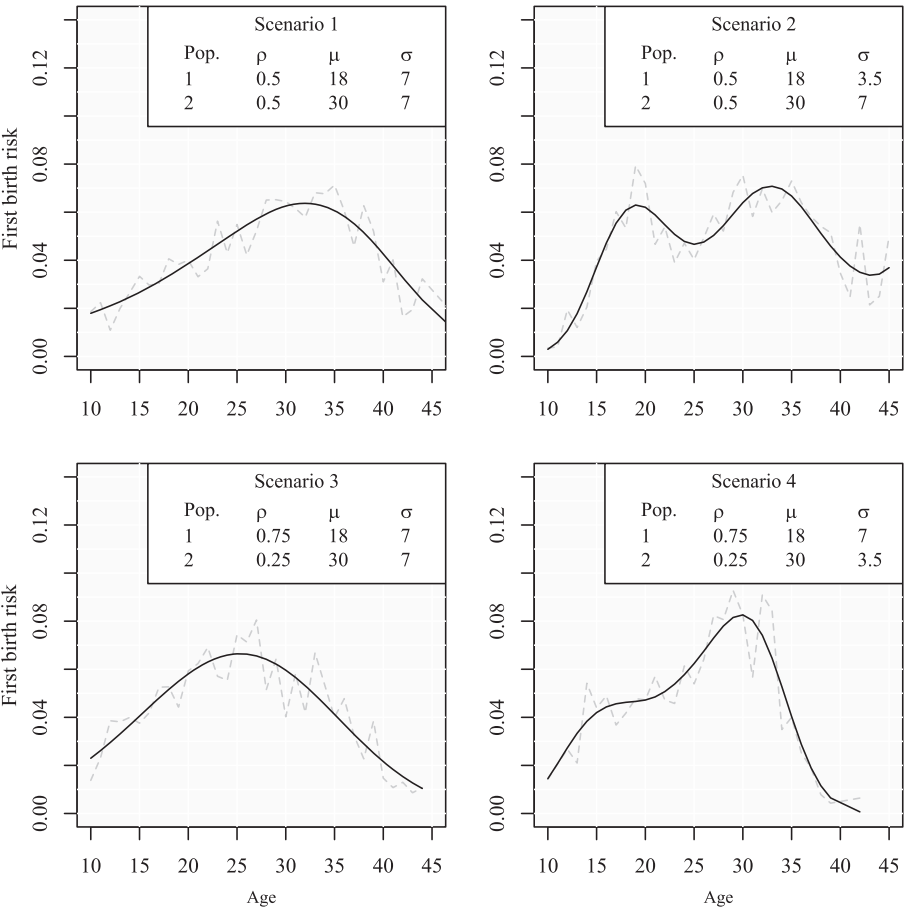 Scenario 1
Pop. ρ μ σ
1 0.5 18 7
2 0.5 30 7
First birth risk
0.12
0.08
0.04
0.00
10 15 20 25 30 35 40 45
Scenario 2
Pop. ρ μ σ
1 0.5 18 3.5
2 0.5 30 7
0.12
0.08
0.04
0.00
10 15 20 25 30 35 40 45
Scenario 3
Pop. ρ μ σ
1 0.75 18 7
2 0.25 30 7
First birth risk
0.12
0.08
0.04
0.00
10 15 20 25 30 35 40 45
Age
Scenario 4
Pop. ρ μ σ
1 0.75 18 7
2 0.25 30 3.5
0.12
0.08
0.04
0.00
10 15 20 25 30 35 40 45
Age